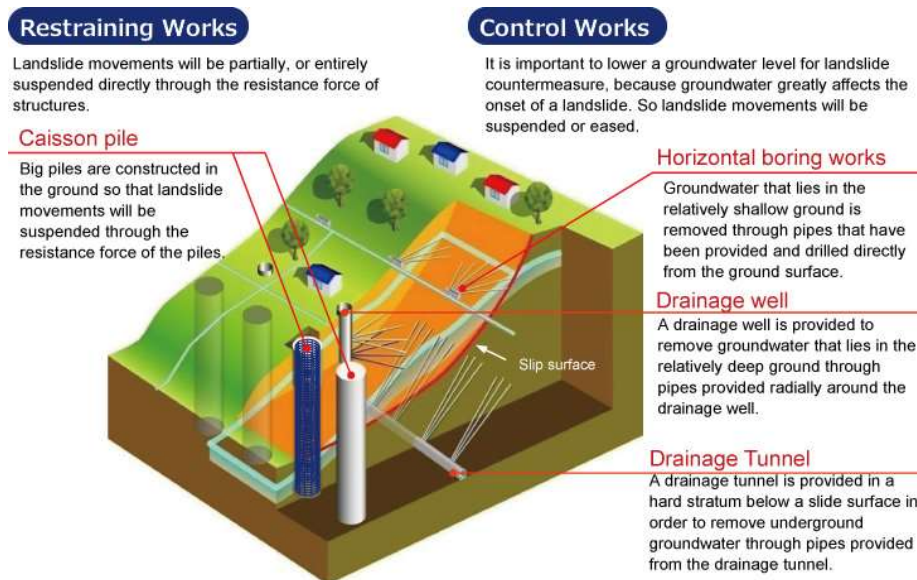 Restraining Works
Landslide movements will be partially, or entirely
suspended directly through the resistance force of
structures.
Caisson pile
Big piles are constructed in
the ground so that landslide
movements will be
suspended through the
resistance force of the piles.
Control Works
It is important to lower a groundwater level for landslide
countermeasure, because groundwater greatly affects the
onset of a landslide. So landslide movements will be
suspended or eased.
Horizontal boring works
Groundwater that lies in the
relatively shallow ground is
removed through pipes that have
been provided and drilled directly
from the ground surface.
Drainage well
A drainage well is provided to
remove groundwater that lies in the
relatively deep ground through
pipes provided radially around the
drainage well.
Slip surface
Drainage Tunnel
A drainage tunnel is provided in a
hard stratum below a slide surface in
order to remove underground
groundwater through pipes provided
from the drainage tunnel.